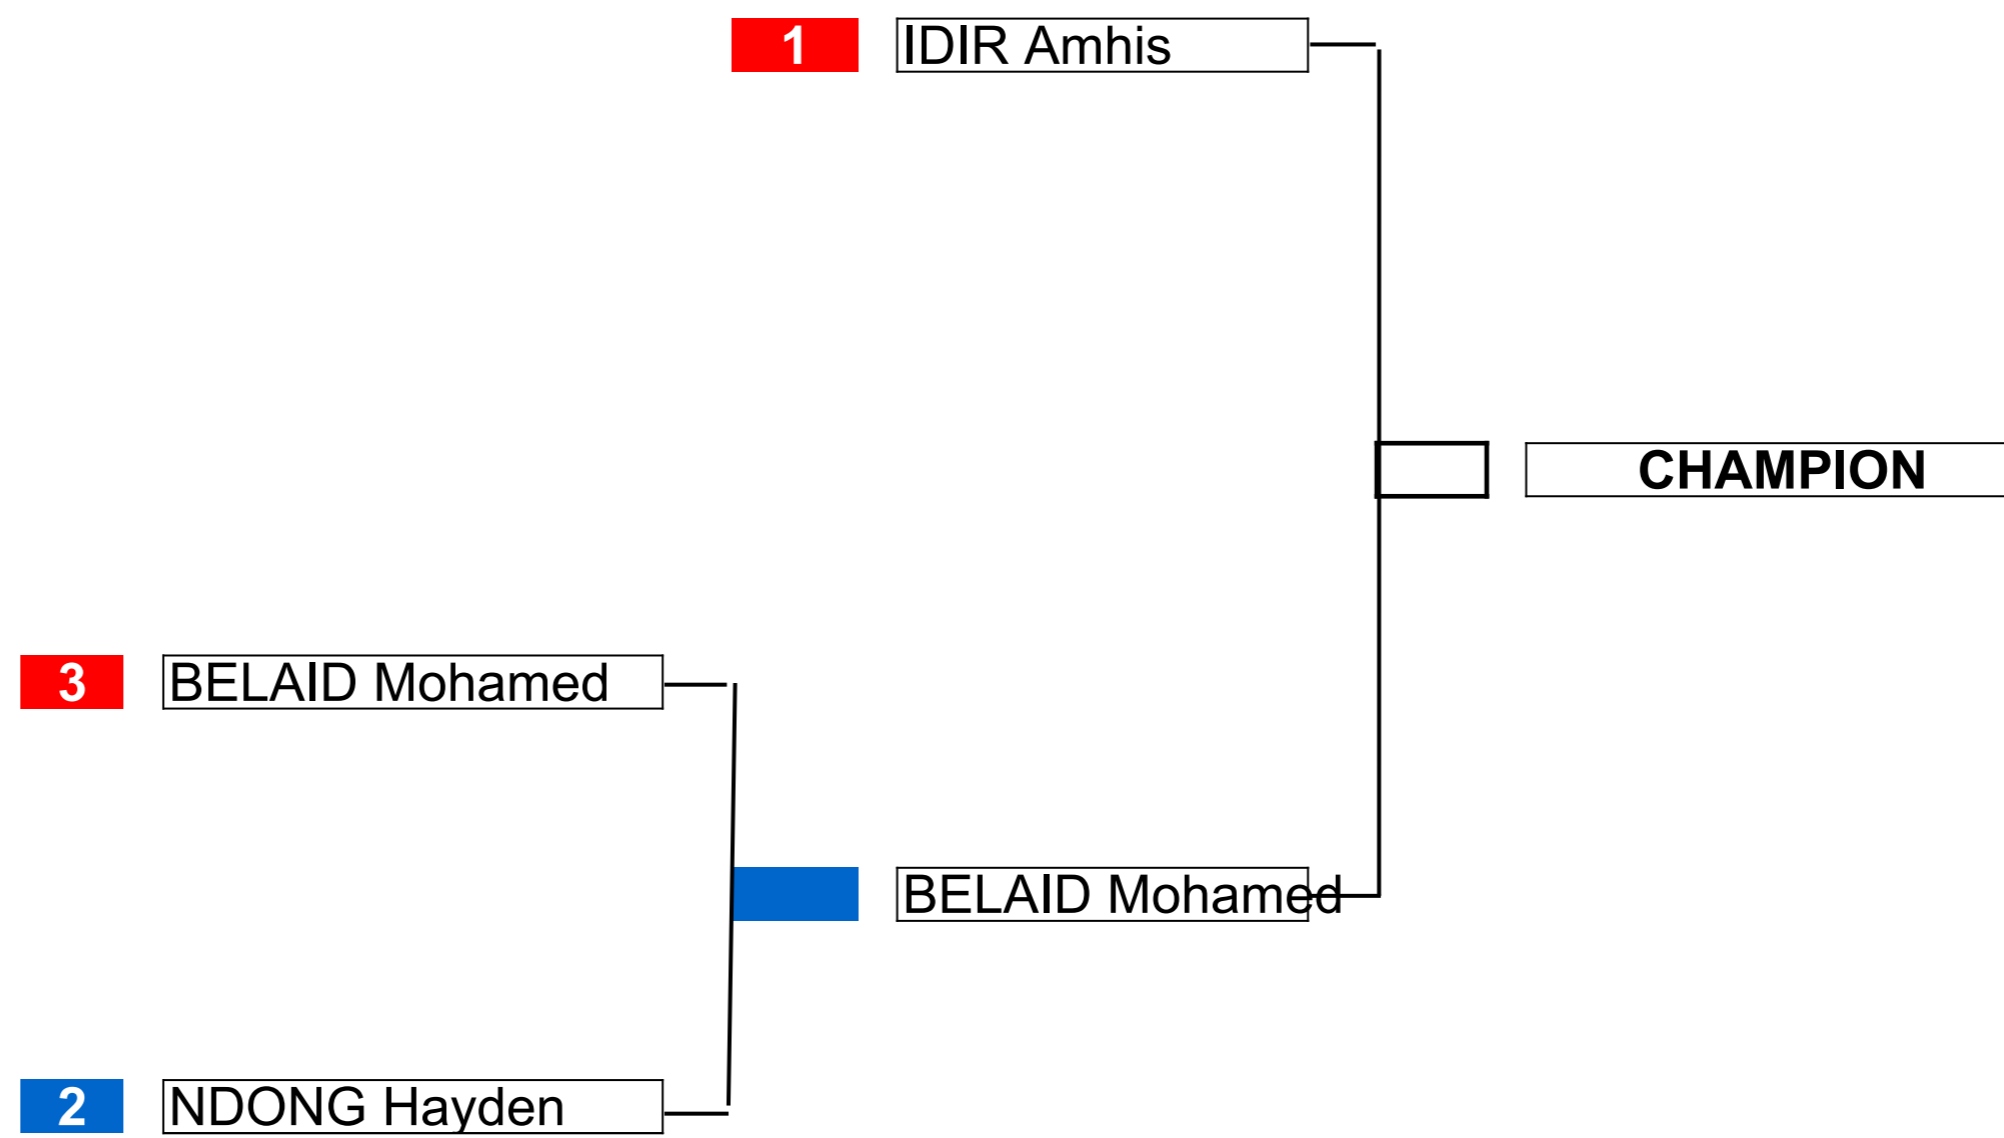 1 IDIR Amhis
CHAMPION
3 BELAID Mohamed
BELAID Mohamed
2 NDONG Hayden